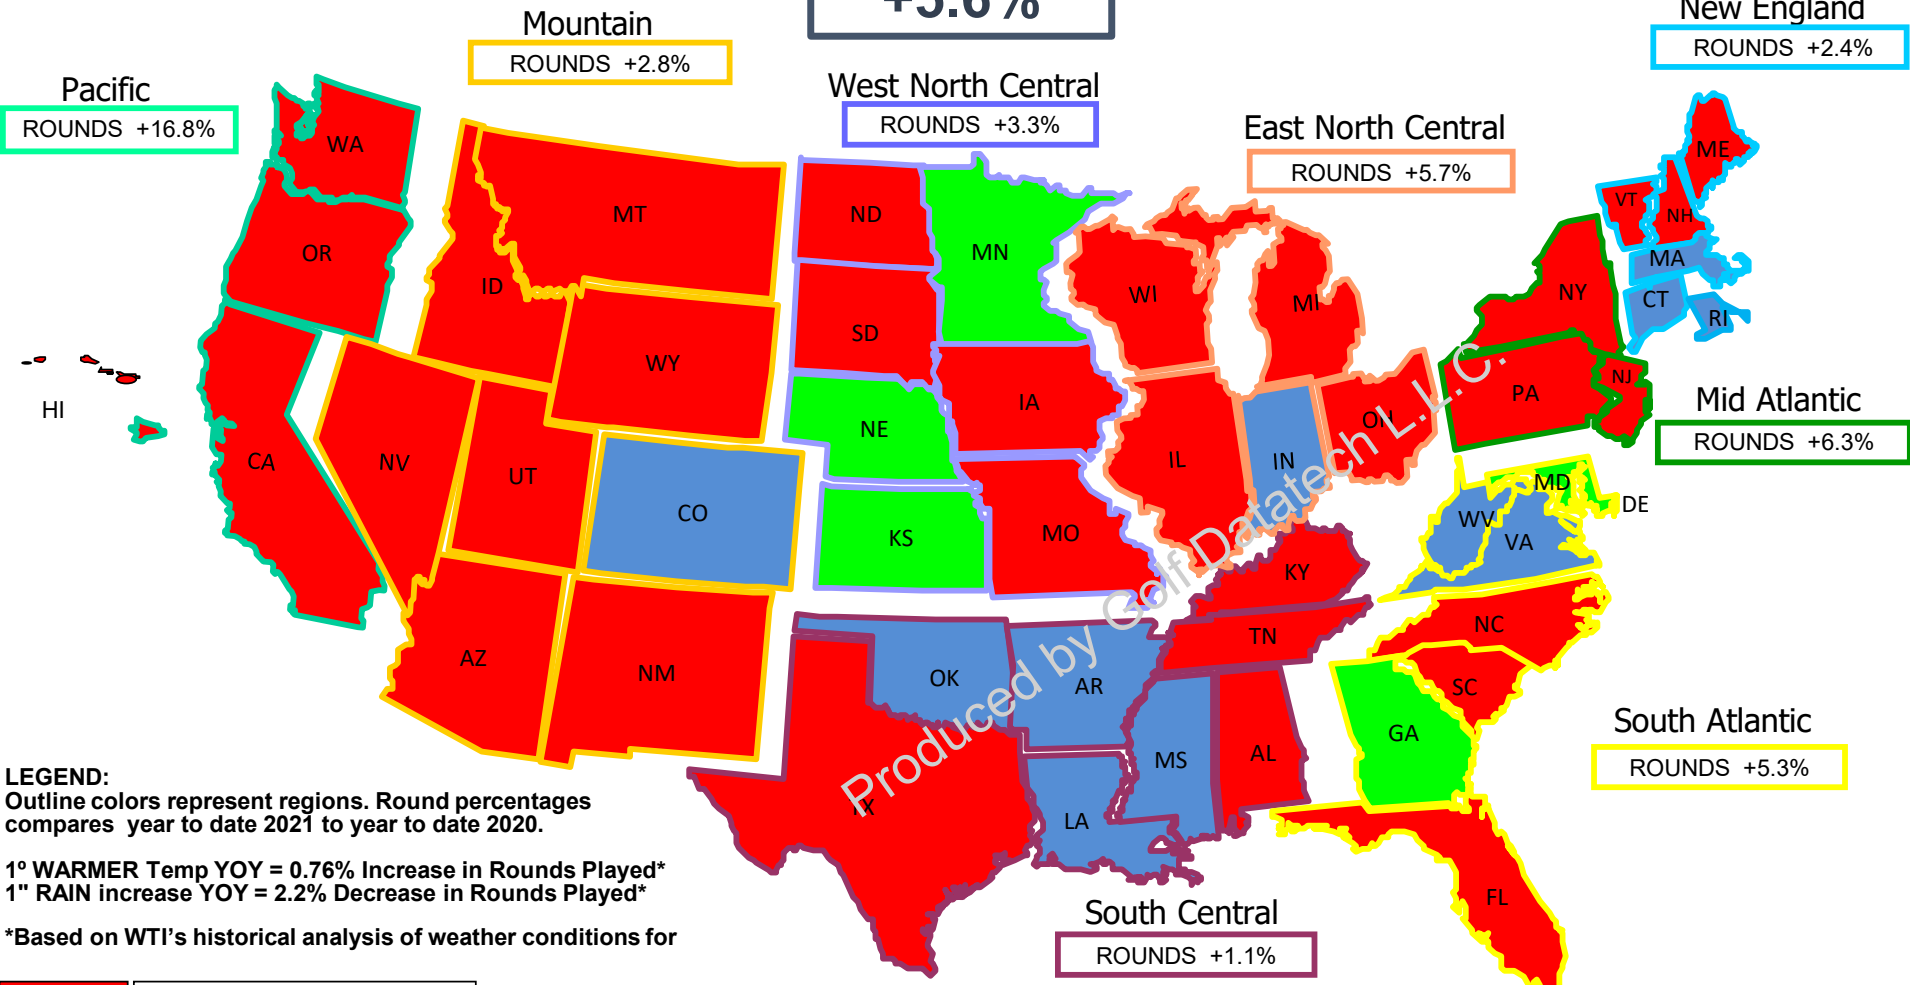 +5.6%
New England
ROUNDS +2.4%
Mountain
ROUNDS +2.8%
Pacific
ROUNDS +16.8%
West North Central
ROUNDS +3.3%
East North Central
ROUNDS +5.7%
WA
OR
CA
HI
MT
ID
WY
NV
UT
CO
AZ
NM
ND
SD
NE
KS
MN
IA
MO
WI
MI
IL
IN
OH
ME
VT
NH
MA
CT
RI
NY
PA
NJ
Mid Atlantic
ROUNDS +6.3%
MD
DE
WV
VA
NC
SC
GA
FL
KY
TN
OK
AR
MS
AL
LA
TX
Produced by Golf Datatech L.L.C.
South Atlantic
ROUNDS +5.3%
South Central
ROUNDS +1.1%
LEGEND:
Outline colors represent regions. Round percentages
compares year to date 2021 to year to date 2020.
1º WARMER Temp YOY = 0.76% Increase in Rounds Played*
1" RAIN increase YOY = 2.2% Decrease in Rounds Played*
*Based on WTI's historical analysis of weather conditions for